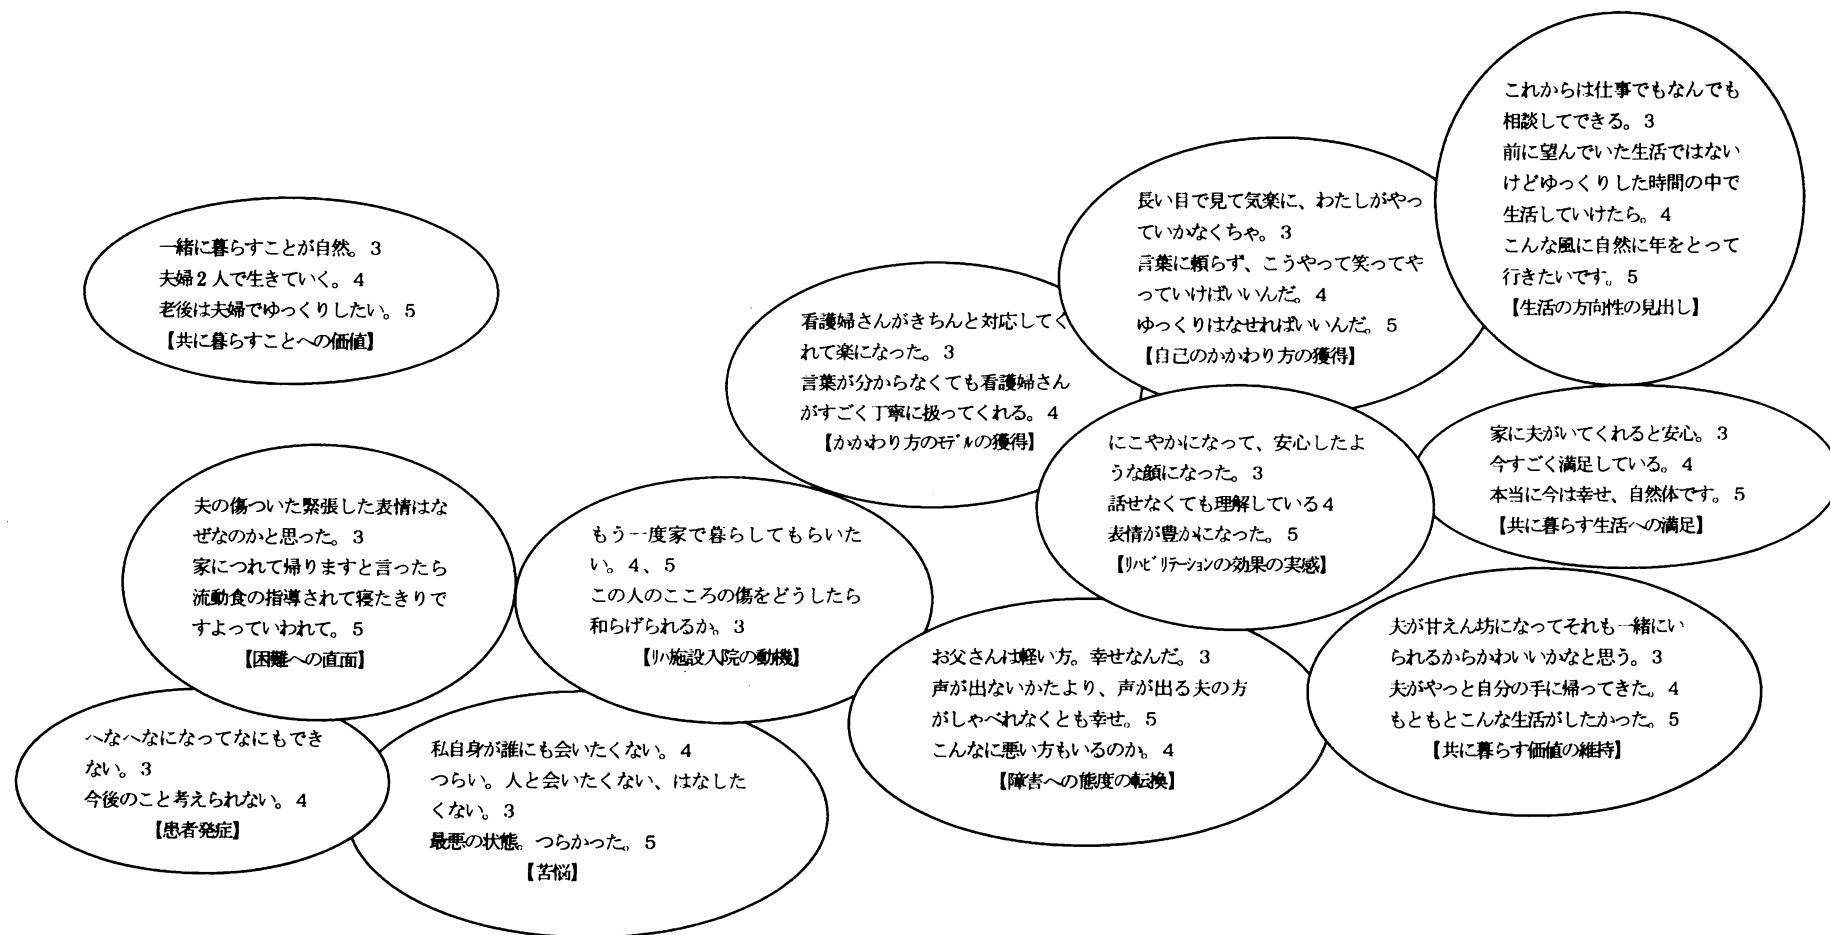 一緒に暮らすことが自然。3
夫婦2人で生きていく。4
老後は夫婦でゆっくりしたい。5
【共に暮らすことへの価値】
夫の傷ついた緊張した表情はな
ぜなのかと思った。3
家につれて帰りますと言ったら
流動食の指導されて寝たきりで
すよっていわれて。5
【困難への直面】
へなへなになってなにもでき
ない。3
今後のこと考えられない。4
【患者発症】
私自身が誰にも会いたくない。4
つらい。人と会いたくない、はなした
くない。3
最悪の状態。つらかった。5
【苦悩】
もう一度家で暮らしてもらいた
い。4、5
この人のこころの傷をどうしたら
和らげられるか。3
【ﾘﾊ施設入院の動機】
看護婦さんがきちんと対応してく
れて楽になった。3
言葉が分からなくても看護婦さん
がすごく丁寧に扱ってくれる。4
【かかわり方のﾓﾃﾞﾙの獲得】
長い目で見て気楽に、わたしがやっ
ていかなくちゃ。3
言葉に頼らず、こうやって笑ってや
っていけばいいんだ。4
ゆっくりはなせればいいんだ。5
【自己のかかわり方の獲得】
これからは仕事でもなんでも
相談してできる。3
前に望んでいた生活ではない
けどゆっくりした時間の中で
生活していけたら。4
こんな風に自然に年をとって
行きたいです。5
【生活の方向性の見出し】
にこやかになって、安心したよ
うな顔になった。3
話せなくても理解している4
表情が豊かになった。5
【ﾘﾊﾋﾞﾘﾃｰｼｮﾝの効果の実感】
家に夫がいてくれると安心。3
今すごく満足している。4
本当に今は幸せ、自然体です。5
【共に暮らす生活への満足】
お父さんは軽い方。幸せなんだ。3
声が出ないかたより、声が出る夫の方
がしゃべれなくとも幸せ。5
こんなに悪い方もいるのか。4
【障害への態度の転換】
夫が甘えん坊になってそれも一緒にい
られるからかわいいかなと思う。3
夫がやっと自分の手に帰ってきた。4
もともとこんな生活がしたかった。5
【共に暮らす価値の維持】